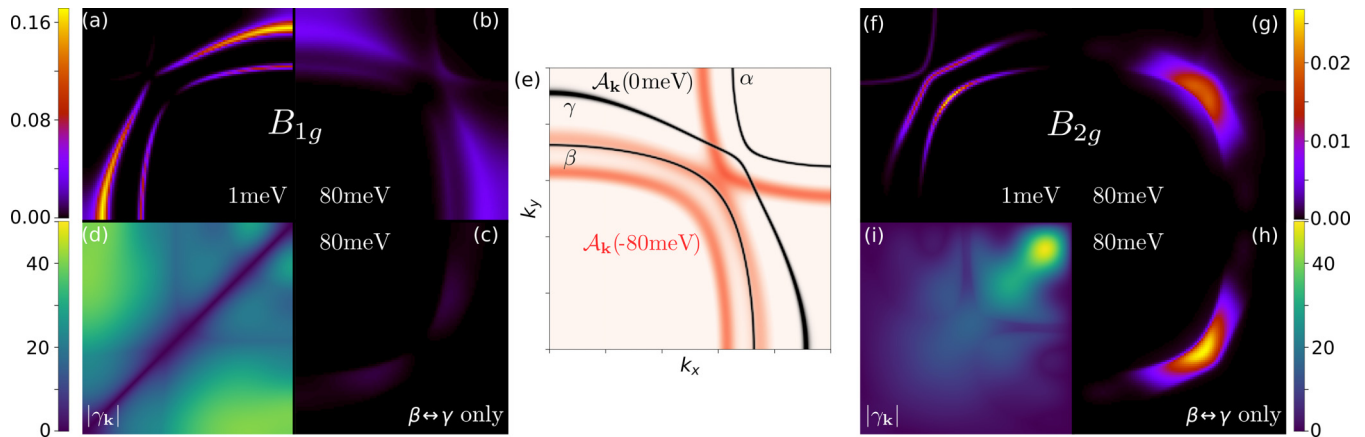 0.16
0.08
0.00
40
20
0
(a)
(b)
B1g
1meV
80meV
(d)
80meV
(c)
|γk|
β↔γ only
(e)
𝒜k(0meV)
α
γ
β
ky
𝒜k(-80meV)
kx
(f)
(g)
B2g
1meV
80meV
(i)
80meV
(h)
|γk|
β↔γ only
0.02
0.01
0.00
40
20
0